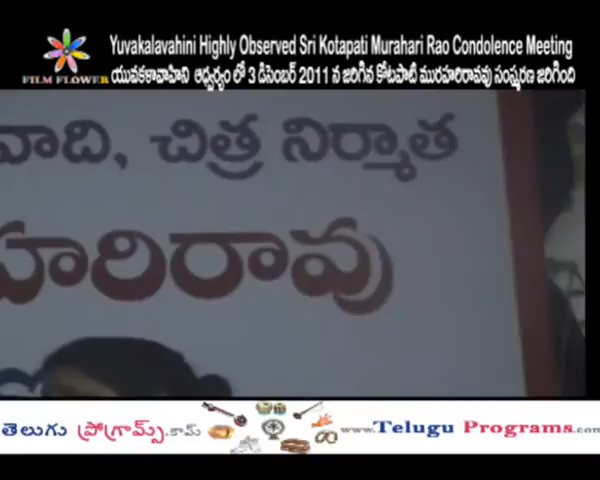 Yuvakalavahini Highly Observed Sri Kotapati Murahari Rao Condolence Meeting
FILM FLOWER
యువకళావాహిని ఆధ్వర్యం లో 3 డిసెంబర్ 2011 న జరిగిన కోటపాటి మురహరిరావు సంస్మరణ జరిగింది
వాది, చిత్ర నిర్మాత
హరిరావు
తెలుగు ప్రోగ్రామ్స్.కామ్
www.Telugu Programs.com